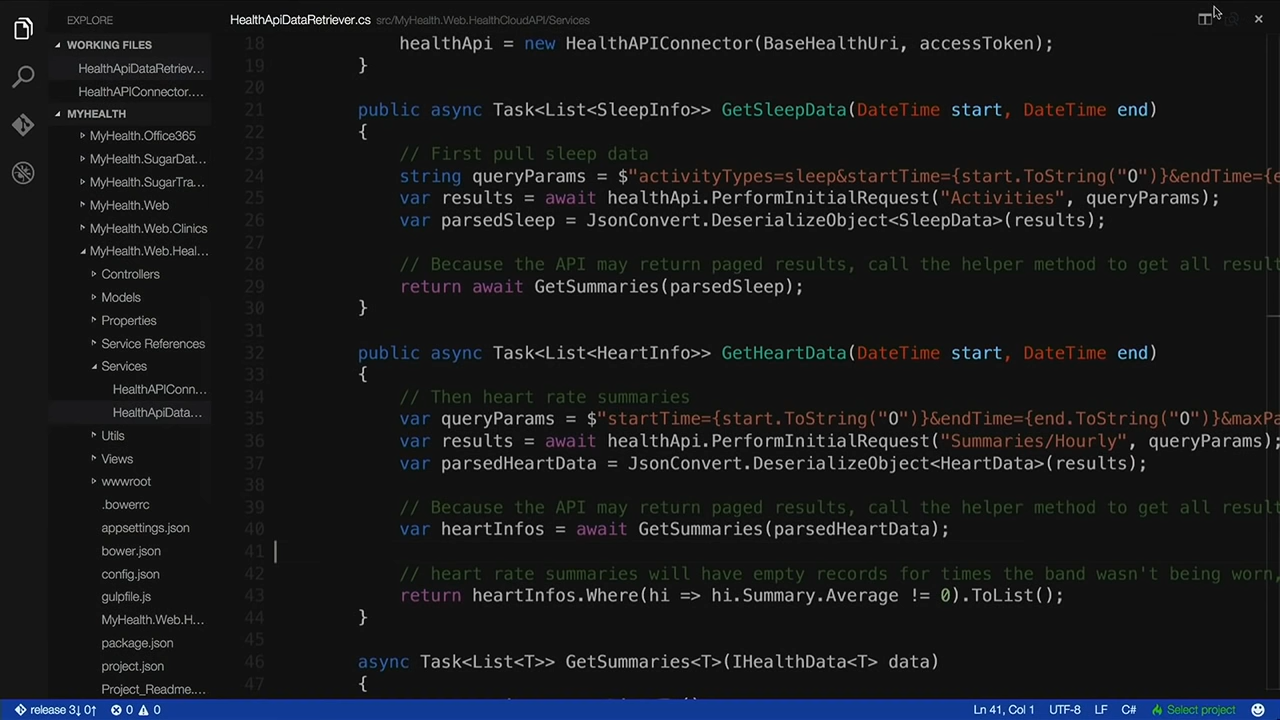 EXPLORE
HealthApiDataRetriever.cs src/MyHealth.Web.HealthCloudAPI/Services
WORKING FILES
HealthApiDataRetriev...
HealthAPIConnector....
MYHEALTH
MyHealth.Office365
MyHealth.SugarDat...
MyHealth.SugarTra...
MyHealth.Web
MyHealth.Web.Clinics
MyHealth.Web.Heal...
Controllers
Models
Properties
Service References
Services
HealthAPIConn...
HealthApiData...
Utils
Views
wwwroot
.bowerrc
appsettings.json
bower.json
config.json
gulpfile.js
MyHealth.Web.H...
package.json
project.json
Project_Readme....
18 healthApi = new HealthAPIConnector(BaseHealthUri, accessToken);
19 }
20
21 public async Task<List<SleepInfo>> GetSleepData(DateTime start, DateTime end)
22 {
23 // First pull sleep data
24 string queryParams = $"activityTypes=sleep&startTime={start.ToString("O")}&endTime={e
25 var results = await healthApi.PerformInitialRequest("Activities", queryParams);
26 var parsedSleep = JsonConvert.DeserializeObject<SleepData>(results);
27
28 // Because the API may return paged results, call the helper method to get all result
29 return await GetSummaries(parsedSleep);
30 }
31
32 public async Task<List<HeartInfo>> GetHeartData(DateTime start, DateTime end)
33 {
34 // Then heart rate summaries
35 var queryParams = $"startTime={start.ToString("O")}&endTime={end.ToString("O")}&maxPa
36 var results = await healthApi.PerformInitialRequest("Summaries/Hourly", queryParams);
37 var parsedHeartData = JsonConvert.DeserializeObject<HeartData>(results);
38
39 // Because the API may return paged results, call the helper method to get all result
40 var heartInfos = await GetSummaries(parsedHeartData);
41
42 // heart rate summaries will have empty records for times the band wasn't being worn,
43 return heartInfos.Where(hi => hi.Summary.Average != 0).ToList();
44 }
45
46 async Task<List<T>> GetSummaries<T>(IHealthData<T> data)
47 {
release 3↓ 0↑ 0 0 Ln 41, Col 1 UTF-8 LF C# Select project